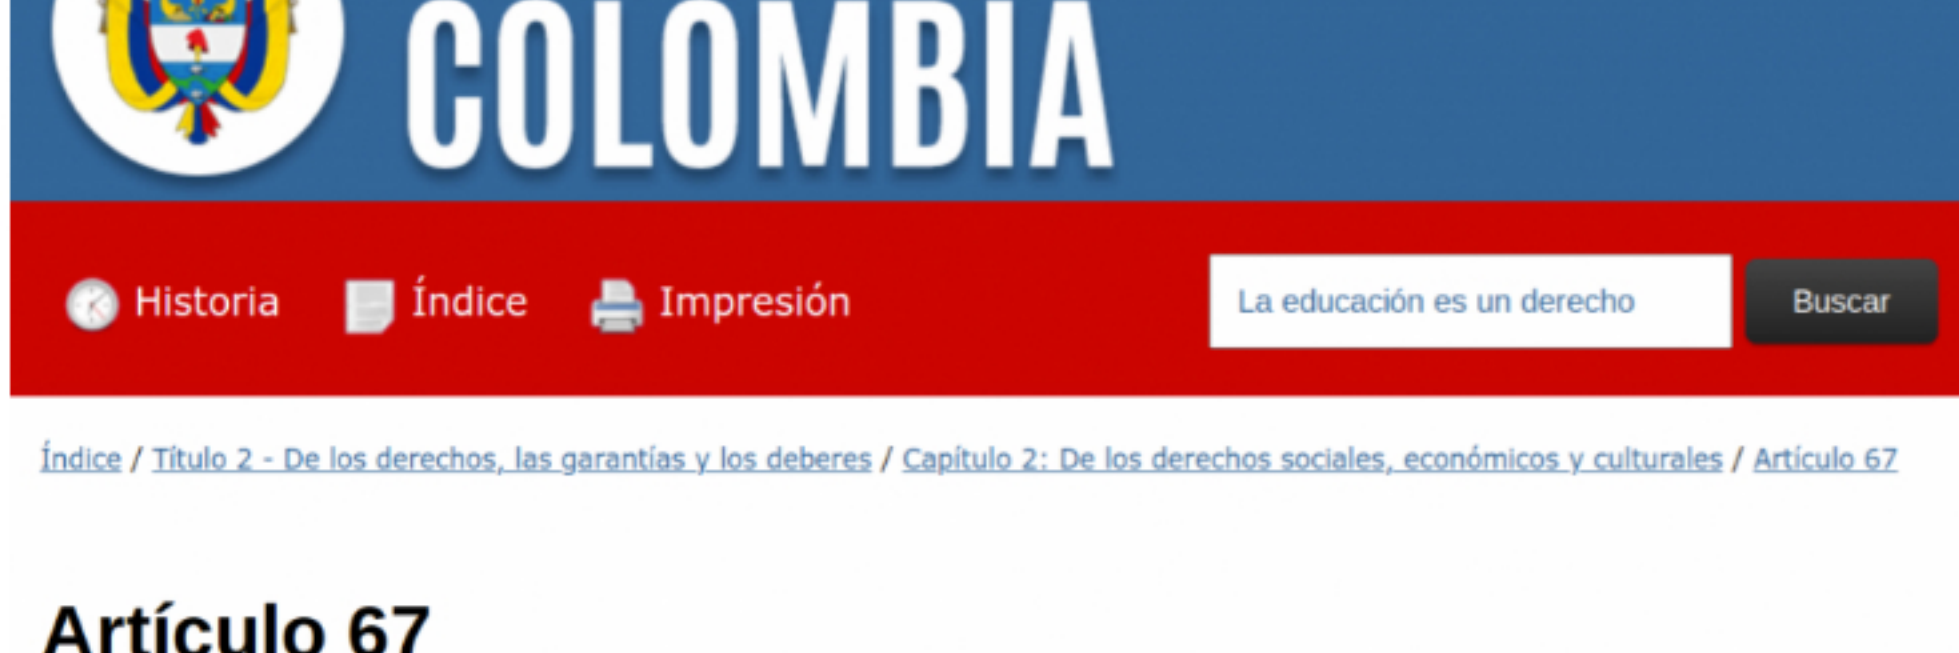 COLOMBIA
Historia
Índice
Impresión
La educación es un derecho
Buscar
Índice / Título 2 - De los derechos, las garantías y los deberes / Capítulo 2: De los derechos sociales, económicos y culturales / Artículo 67
Artículo 67